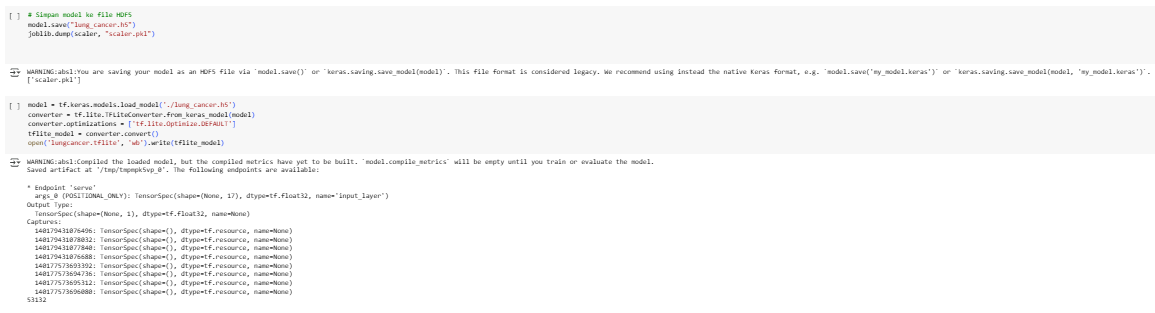 [ ] # Simpan model ke file HDF5
model.save("lung_cancer.h5")
joblib.dump(scaler, "scaler.pkl")
WARNING:absl:You are saving your model as an HDF5 file via `model.save()` or `keras.saving.save_model(model)`. This file format is considered legacy. We recommend using instead the native Keras format, e.g. `model.save('my_model.keras')` or `keras.saving.save_model(model, 'my_model.keras')`.
['scaler.pkl']
[ ] model = tf.keras.models.load_model('./lung_cancer.h5')
converter = tf.lite.TFLiteConverter.from_keras_model(model)
converter.optimizations = ['tf.lite.Optimize.DEFAULT']
tflite_model = converter.convert()
open('lungcancer.tflite', 'wb').write(tflite_model)
WARNING:absl:Compiled the loaded model, but the compiled metrics have yet to be built. `model.compile_metrics` will be empty until you train or evaluate the model.
Saved artifact at '/tmp/tmpmpk5vp_0'. The following endpoints are available:
* Endpoint 'serve'
args_0 (POSITIONAL_ONLY): TensorSpec(shape=(None, 17), dtype=tf.float32, name='input_layer')
Output Type:
TensorSpec(shape=(None, 1), dtype=tf.float32, name=None)
Captures:
140179431076496: TensorSpec(shape=(), dtype=tf.resource, name=None)
140179431078032: TensorSpec(shape=(), dtype=tf.resource, name=None)
140179431077840: TensorSpec(shape=(), dtype=tf.resource, name=None)
140179431076688: TensorSpec(shape=(), dtype=tf.resource, name=None)
140177573693392: TensorSpec(shape=(), dtype=tf.resource, name=None)
140177573694736: TensorSpec(shape=(), dtype=tf.resource, name=None)
140177573695312: TensorSpec(shape=(), dtype=tf.resource, name=None)
140177573696080: TensorSpec(shape=(), dtype=tf.resource, name=None)
53132